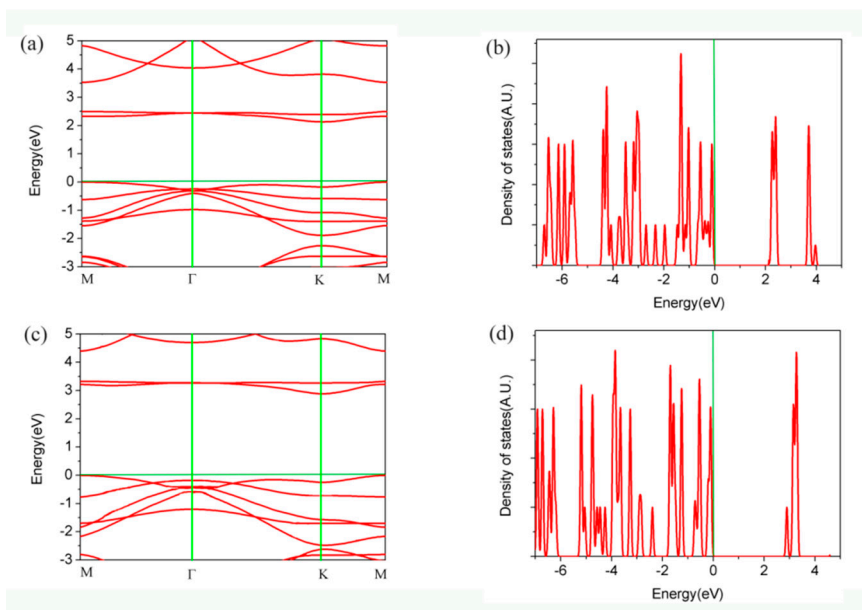 (a)
5
4
3
2
1
0
-1
-2
-3
Energy(eV)
M Γ K M
(b)
Density of states(A.U.)
-6 -4 -2 0 2 4
Energy(eV)
(c)
5
4
3
2
1
0
-1
-2
-3
Energy(eV)
M Γ K M
(d)
Density of states(A.U.)
-6 -4 -2 0 2 4
Energy(eV)